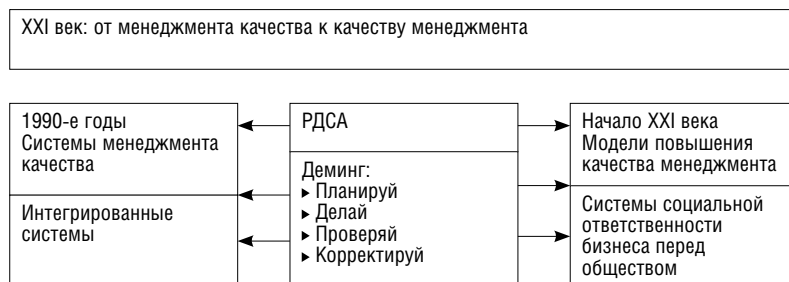 XXI век: от менеджмента качества к качеству менеджмента
1990-е годы
Системы менеджмента
качества
Интегрированные
системы
РДСА
Деминг:
▸ Планируй
▸ Делай
▸ Проверяй
▸ Корректируй
Начало XXI века
Модели повышения
качества менеджмента
Системы социальной
ответственности
бизнеса перед
обществом